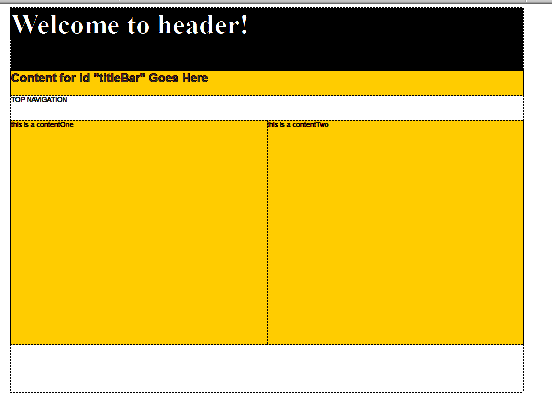 Welcome to header!
Content for id "titleBar" Goes Here
TOP NAVIGATION
this is a contentOne
this is a contentTwo